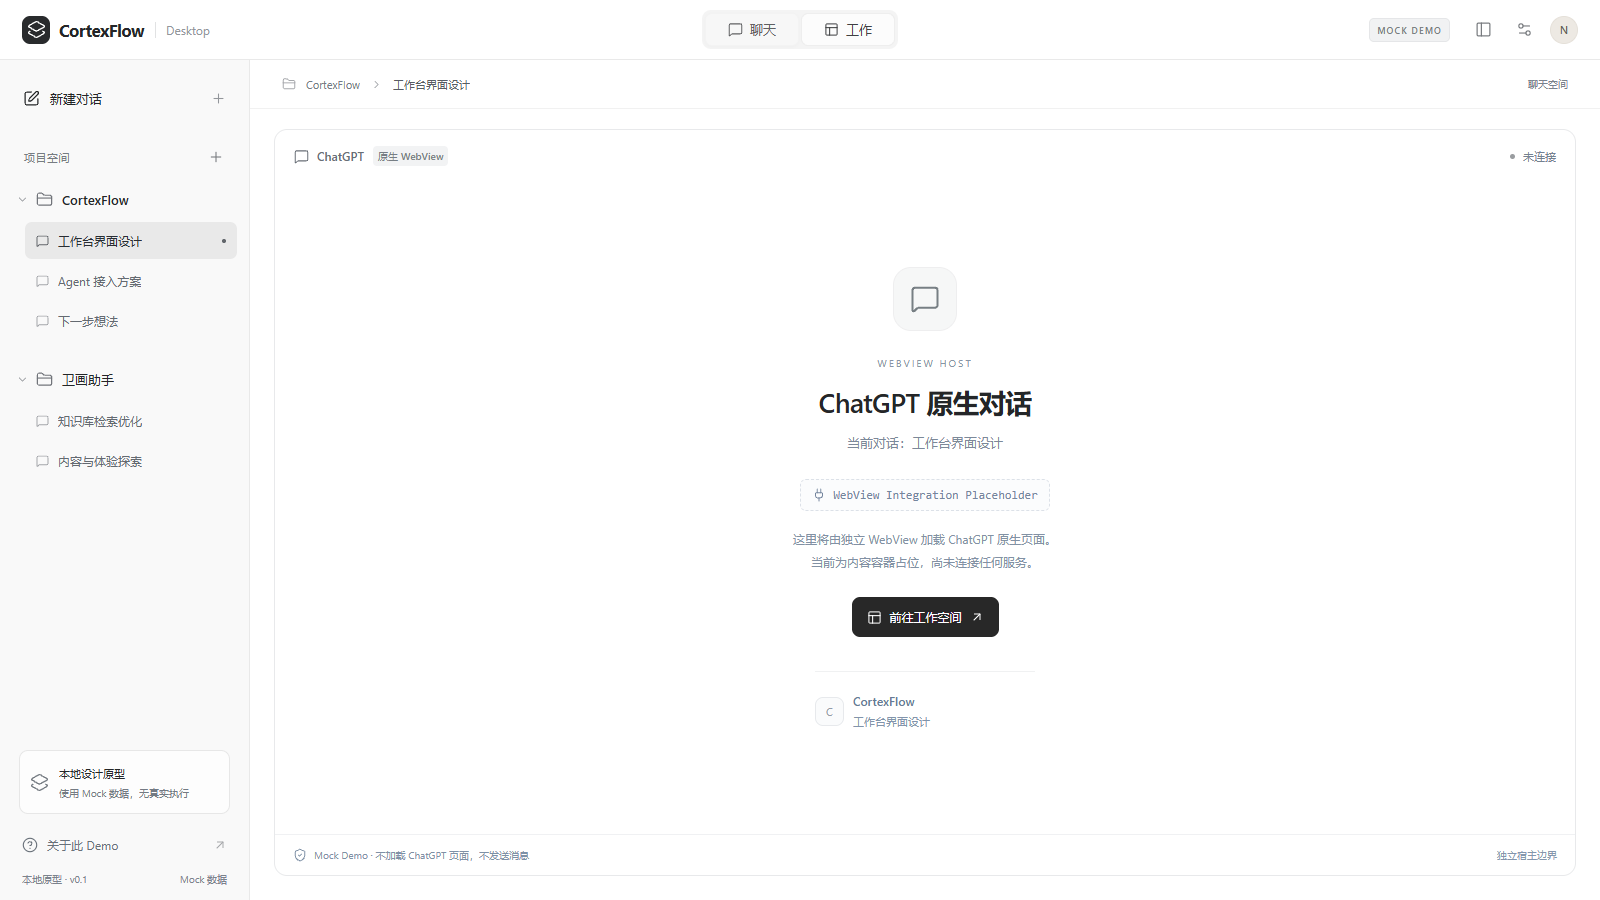 CortexFlow Desktop
聊天
工作
MOCK DEMO
N
新建对话
项目空间
CortexFlow
工作台界面设计
Agent 接入方案
下一步想法
卫画助手
知识库检索优化
内容与体验探索
本地设计原型
使用 Mock 数据，无真实执行
关于此 Demo
本地原型 · v0.1
Mock 数据
CortexFlow
工作台界面设计
聊天空间
ChatGPT 原生 WebView
未连接
WEBVIEW HOST
ChatGPT 原生对话
当前对话：工作台界面设计
WebView Integration Placeholder
这里将由独立 WebView 加载 ChatGPT 原生页面。
当前为内容容器占位，尚未连接任何服务。
前往工作空间
C
CortexFlow
工作台界面设计
Mock Demo · 不加载 ChatGPT 页面，不发送消息
独立宿主边界